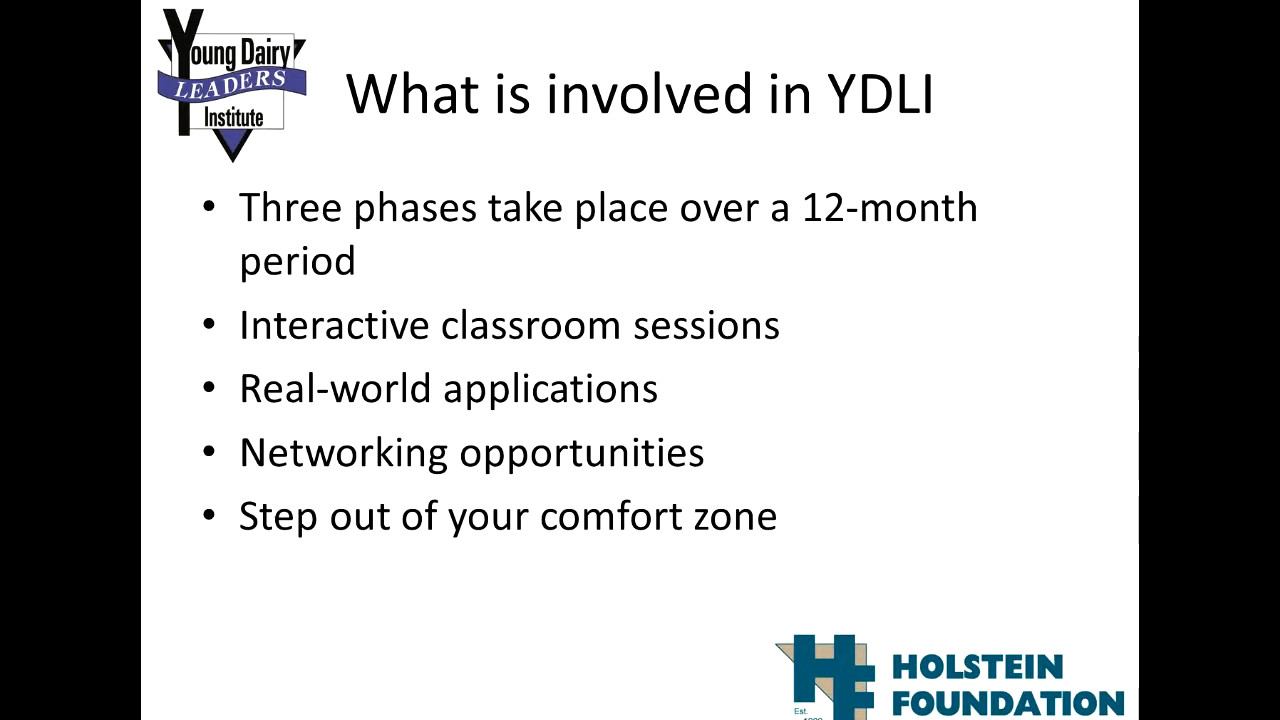 Young Dairy
LEADERS
Institute
What is involved in YDLI
• Three phases take place over a 12-month
period
• Interactive classroom sessions
• Real-world applications
• Networking opportunities
• Step out of your comfort zone
HF
HOLSTEIN
FOUNDATION
Est.